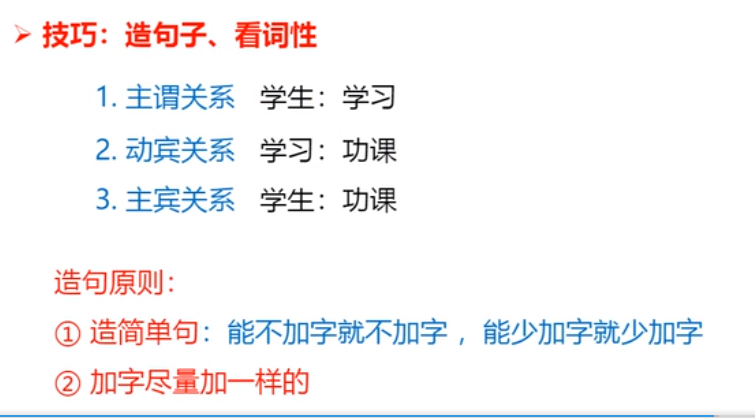 ➢ 技巧：造句子、看词性
1. 主谓关系 学生：学习
2. 动宾关系 学习：功课
3. 主宾关系 学生：功课
造句原则：
① 造简单句：能不加字就不加字，能少加字就少加字
② 加字尽量加一样的